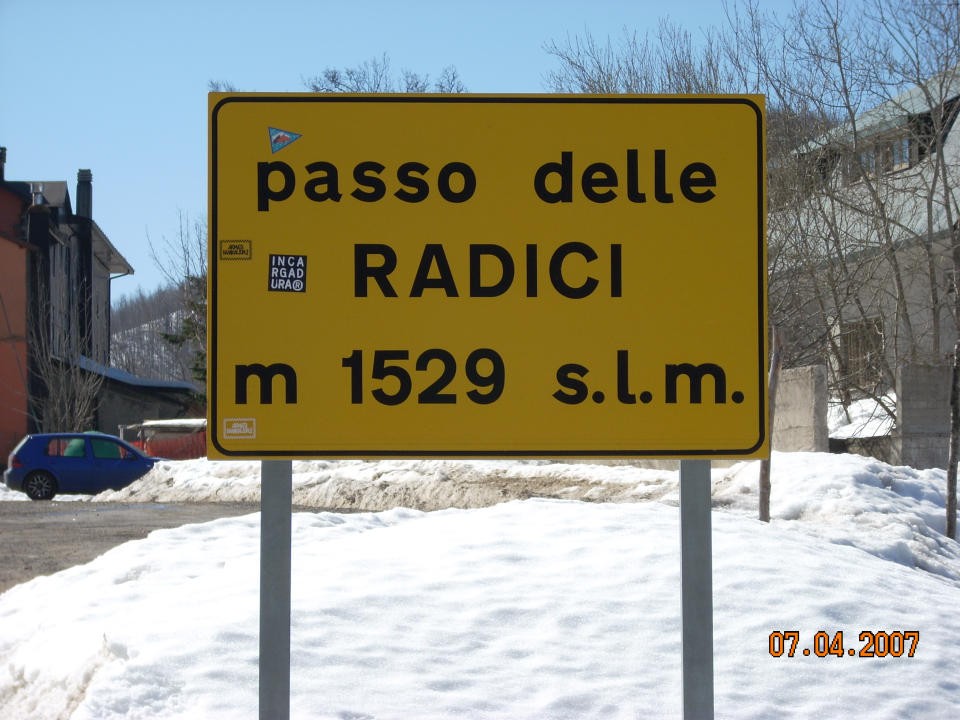 passo delle
RADICI
INCA
RGAD
URA®
m 1529 s.l.m.
07.04.2007